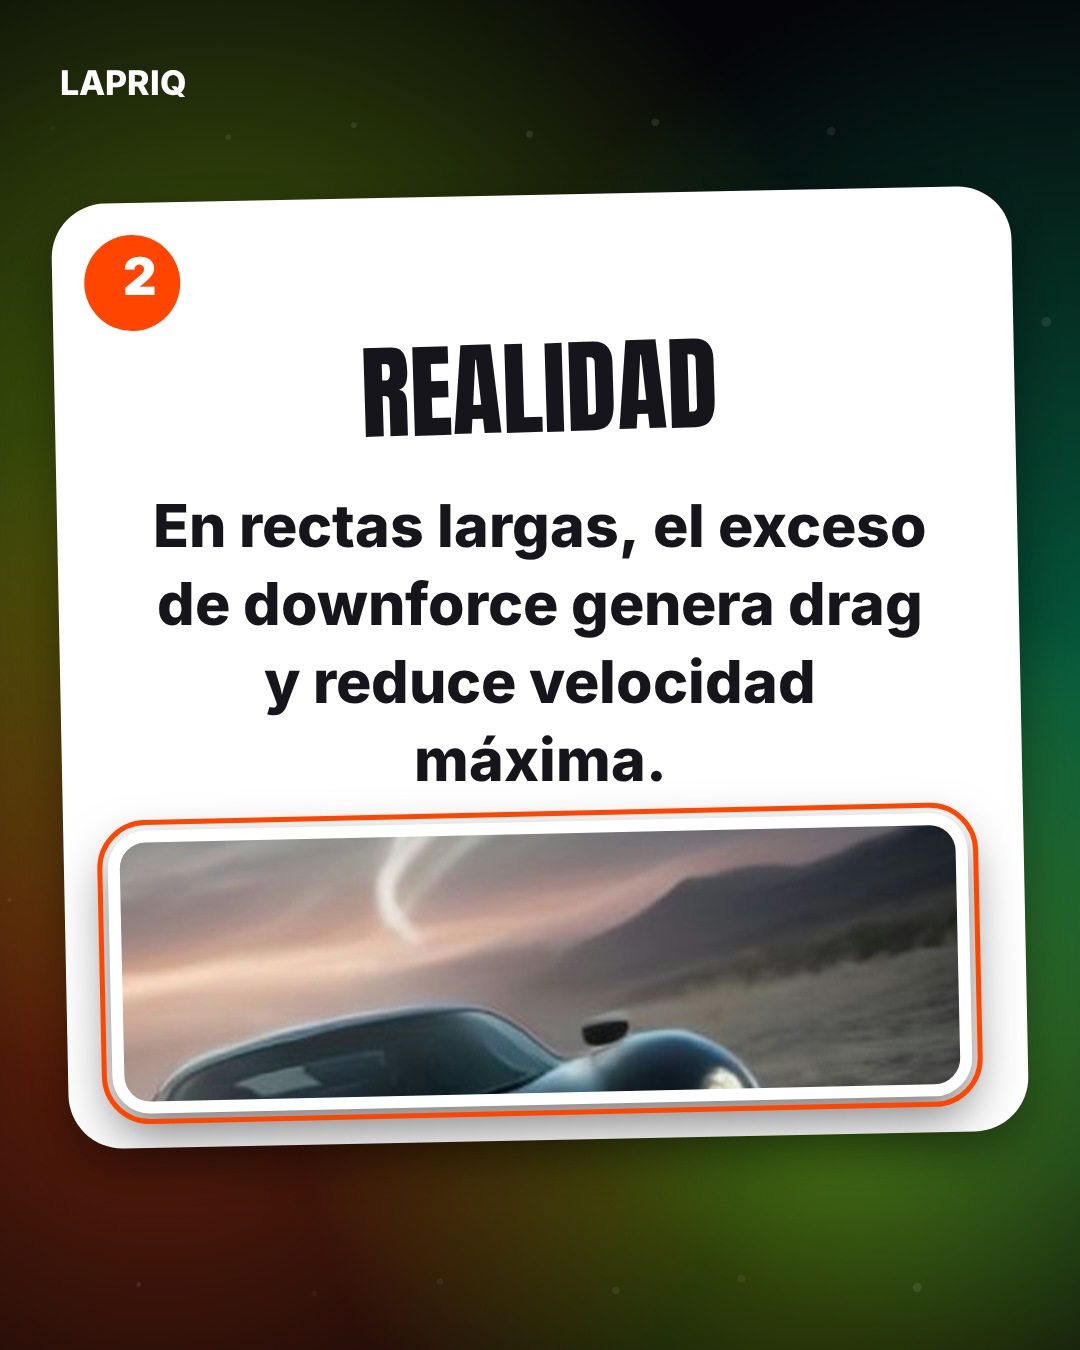 LAPRIQ
2
REALIDAD
En rectas largas, el exceso
de downforce genera drag
y reduce velocidad
máxima.